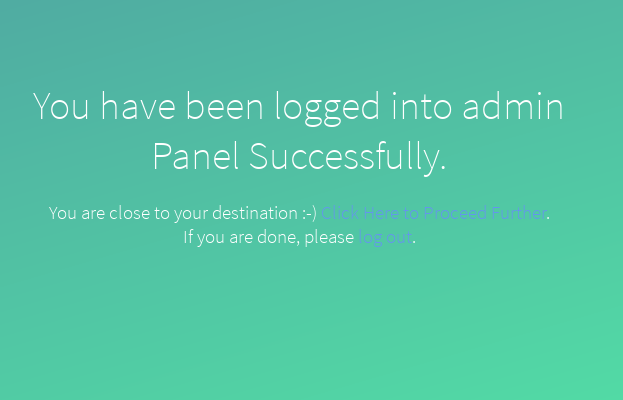 You have been logged into admin
Panel Successfully.
You are close to your destination :-) Click Here to Proceed Further.
If you are done, please log out.